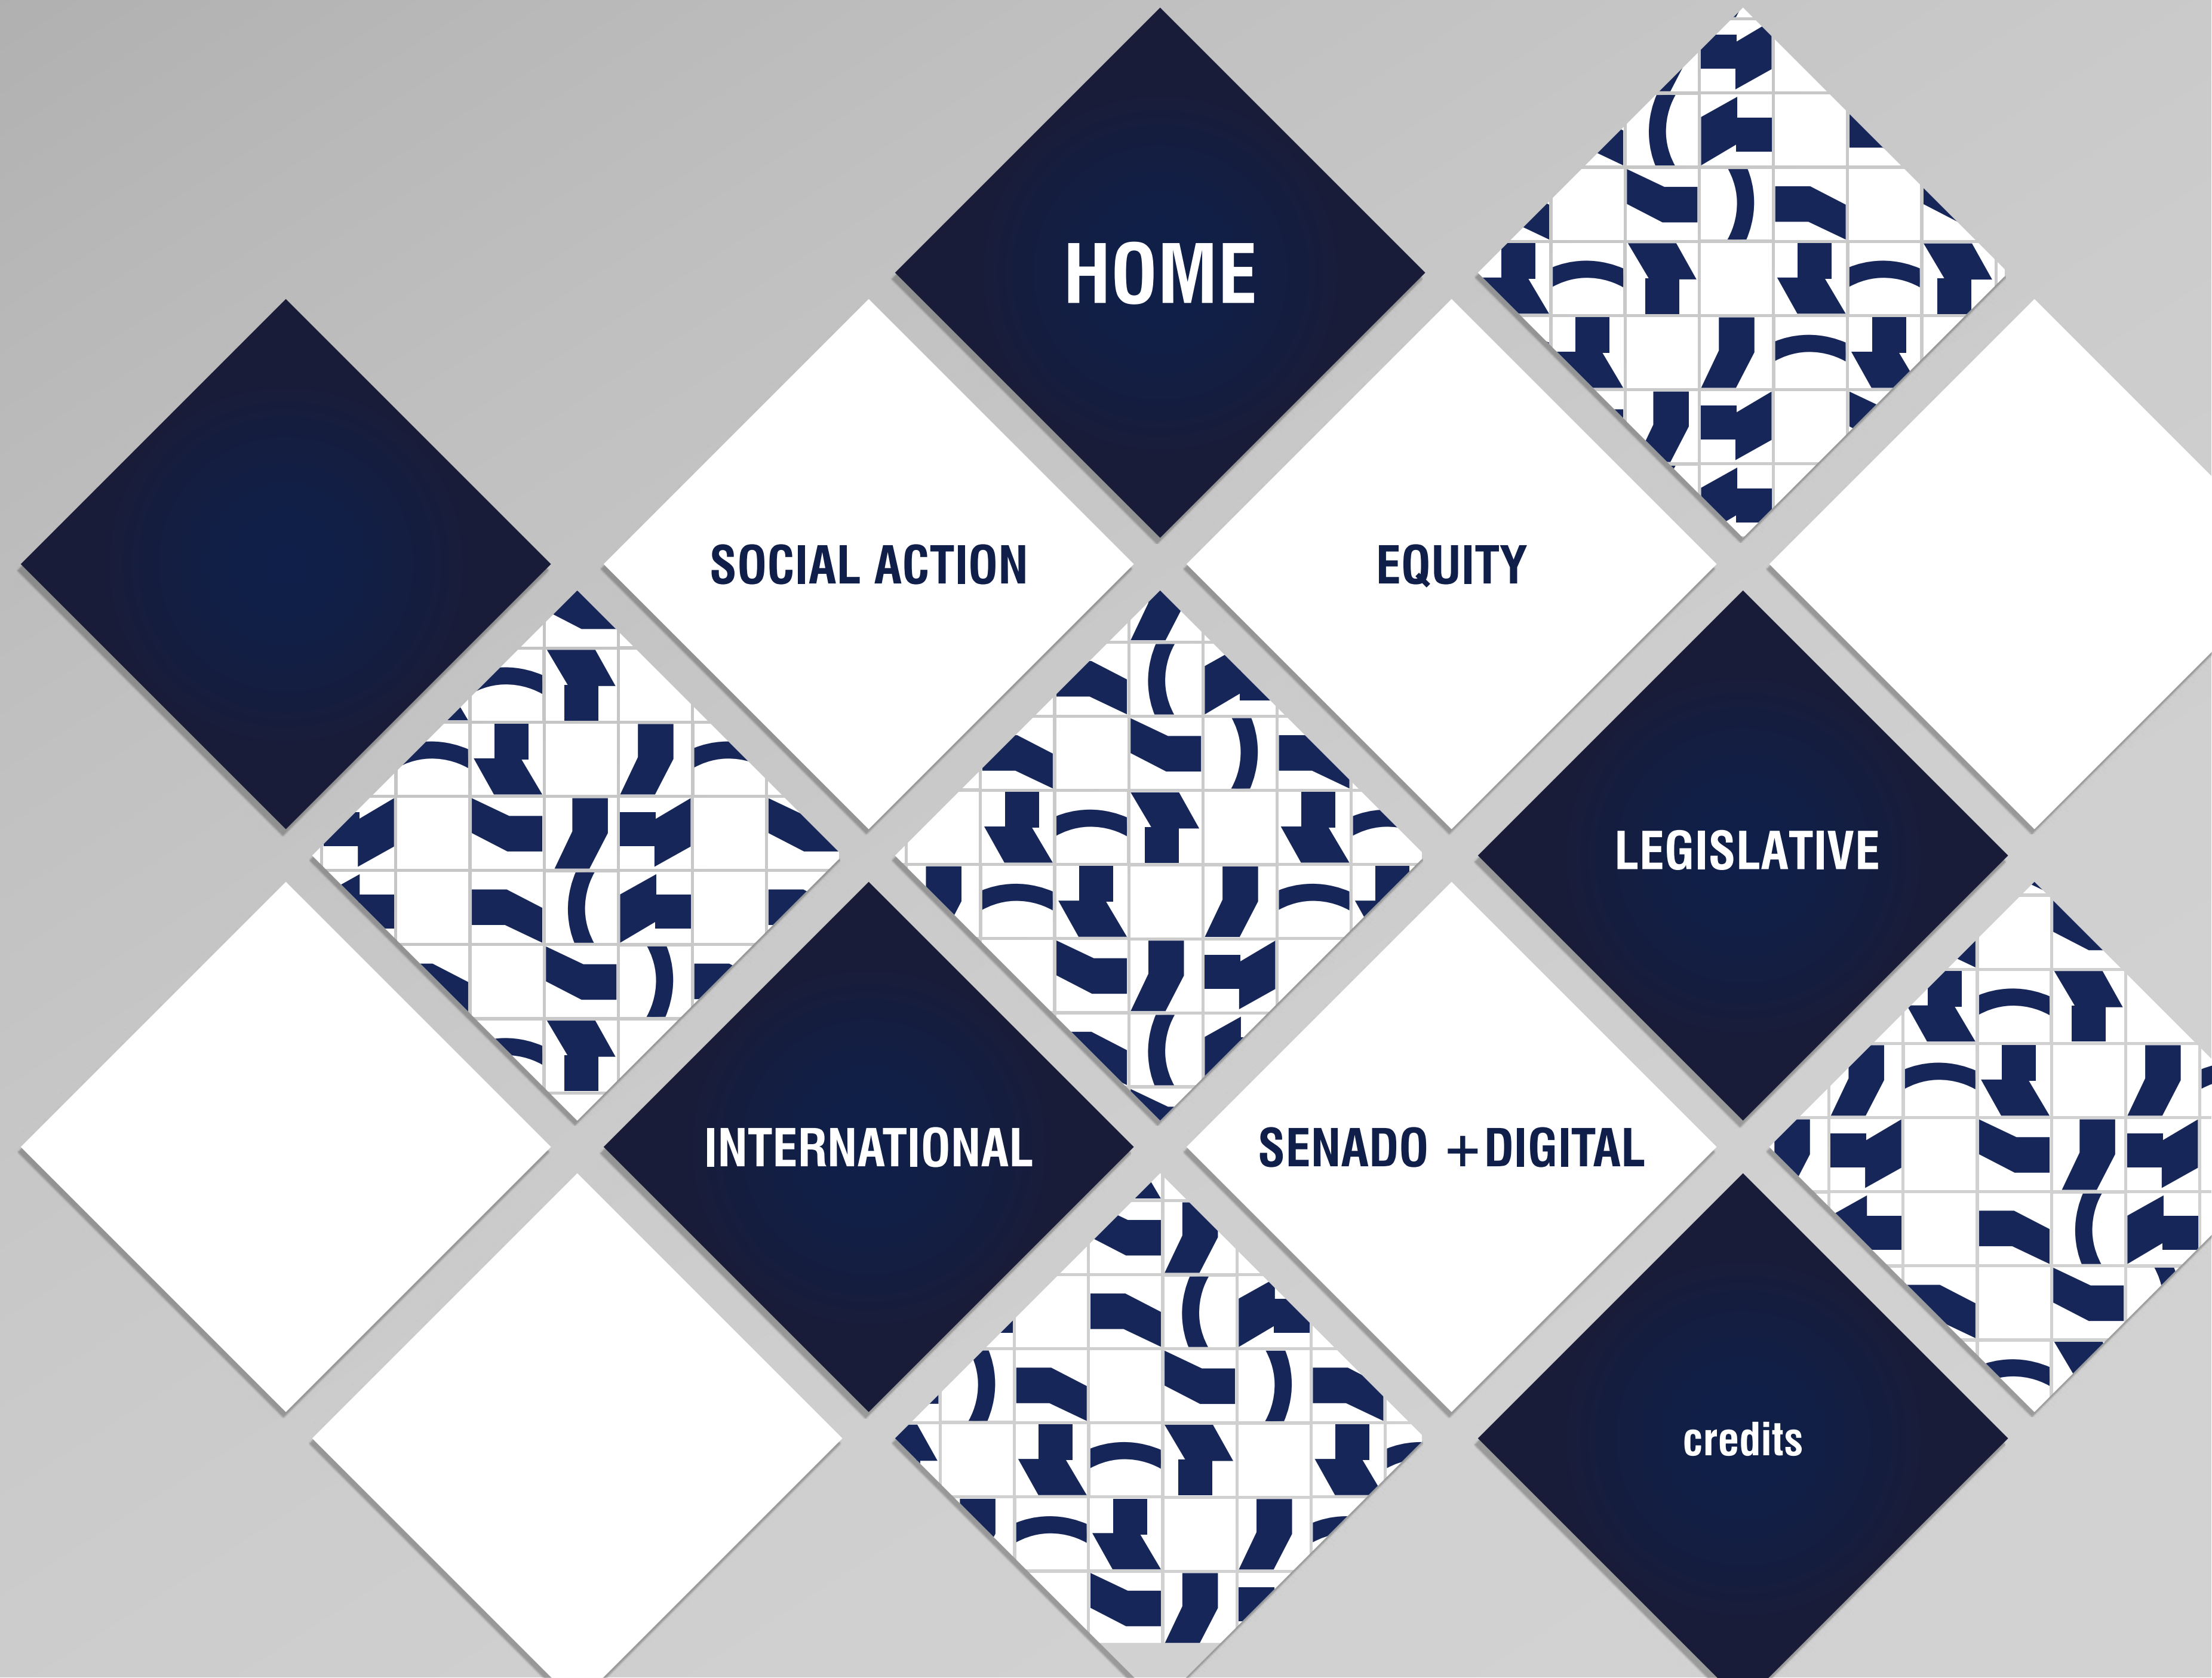 HOME
SOCIAL ACTION
EQUITY
LEGISLATIVE
INTERNATIONAL
SENADO +DIGITAL
credits